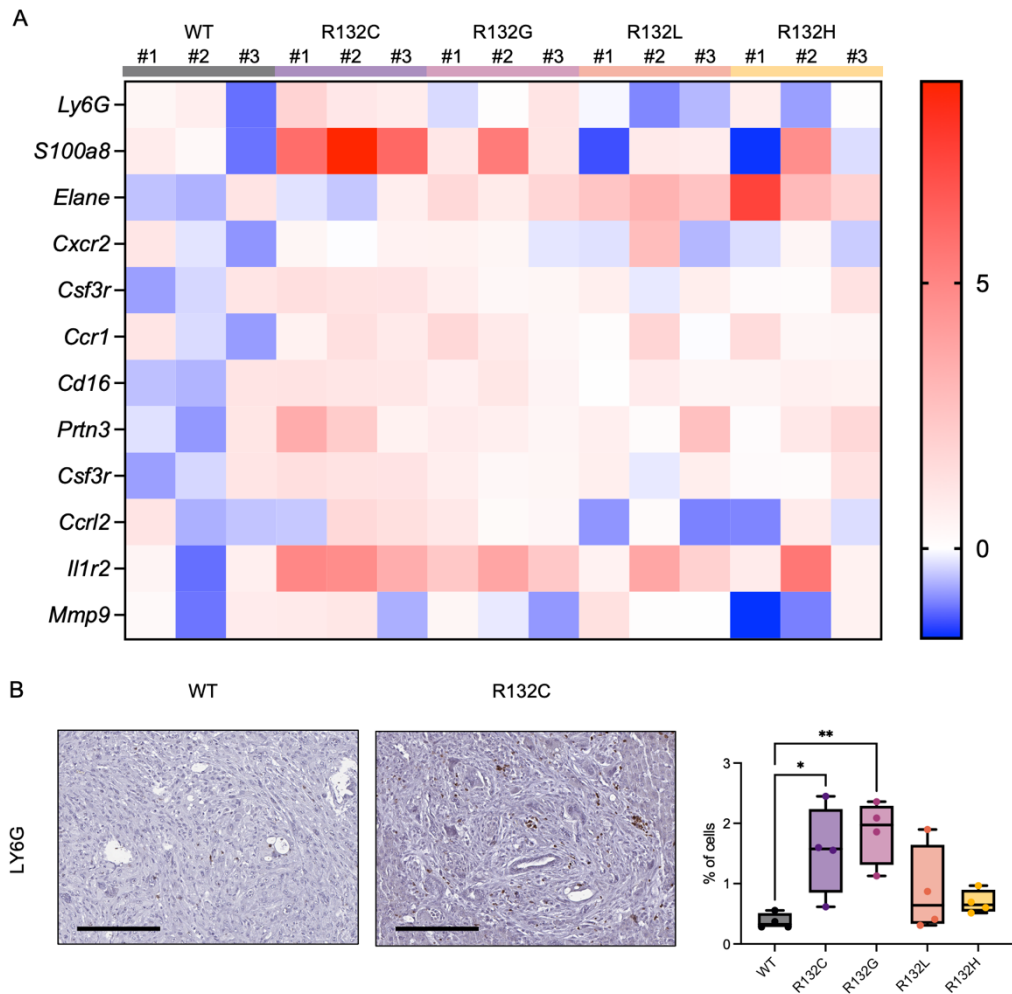 A
WT R132C R132G R132L R132H
#1 #2 #3 #1 #2 #3 #1 #2 #3 #1 #2 #3 #1 #2 #3
Ly6G
S100a8
Elane
Cxcr2
Csf3r
Ccr1
Cd16
Prtn3
Csf3r
Ccrl2
Il1r2
Mmp9
5
0
B
WT R132C
LY6G
**
*
% of cells
3
2
1
0
WT R132C R132G R132L R132H